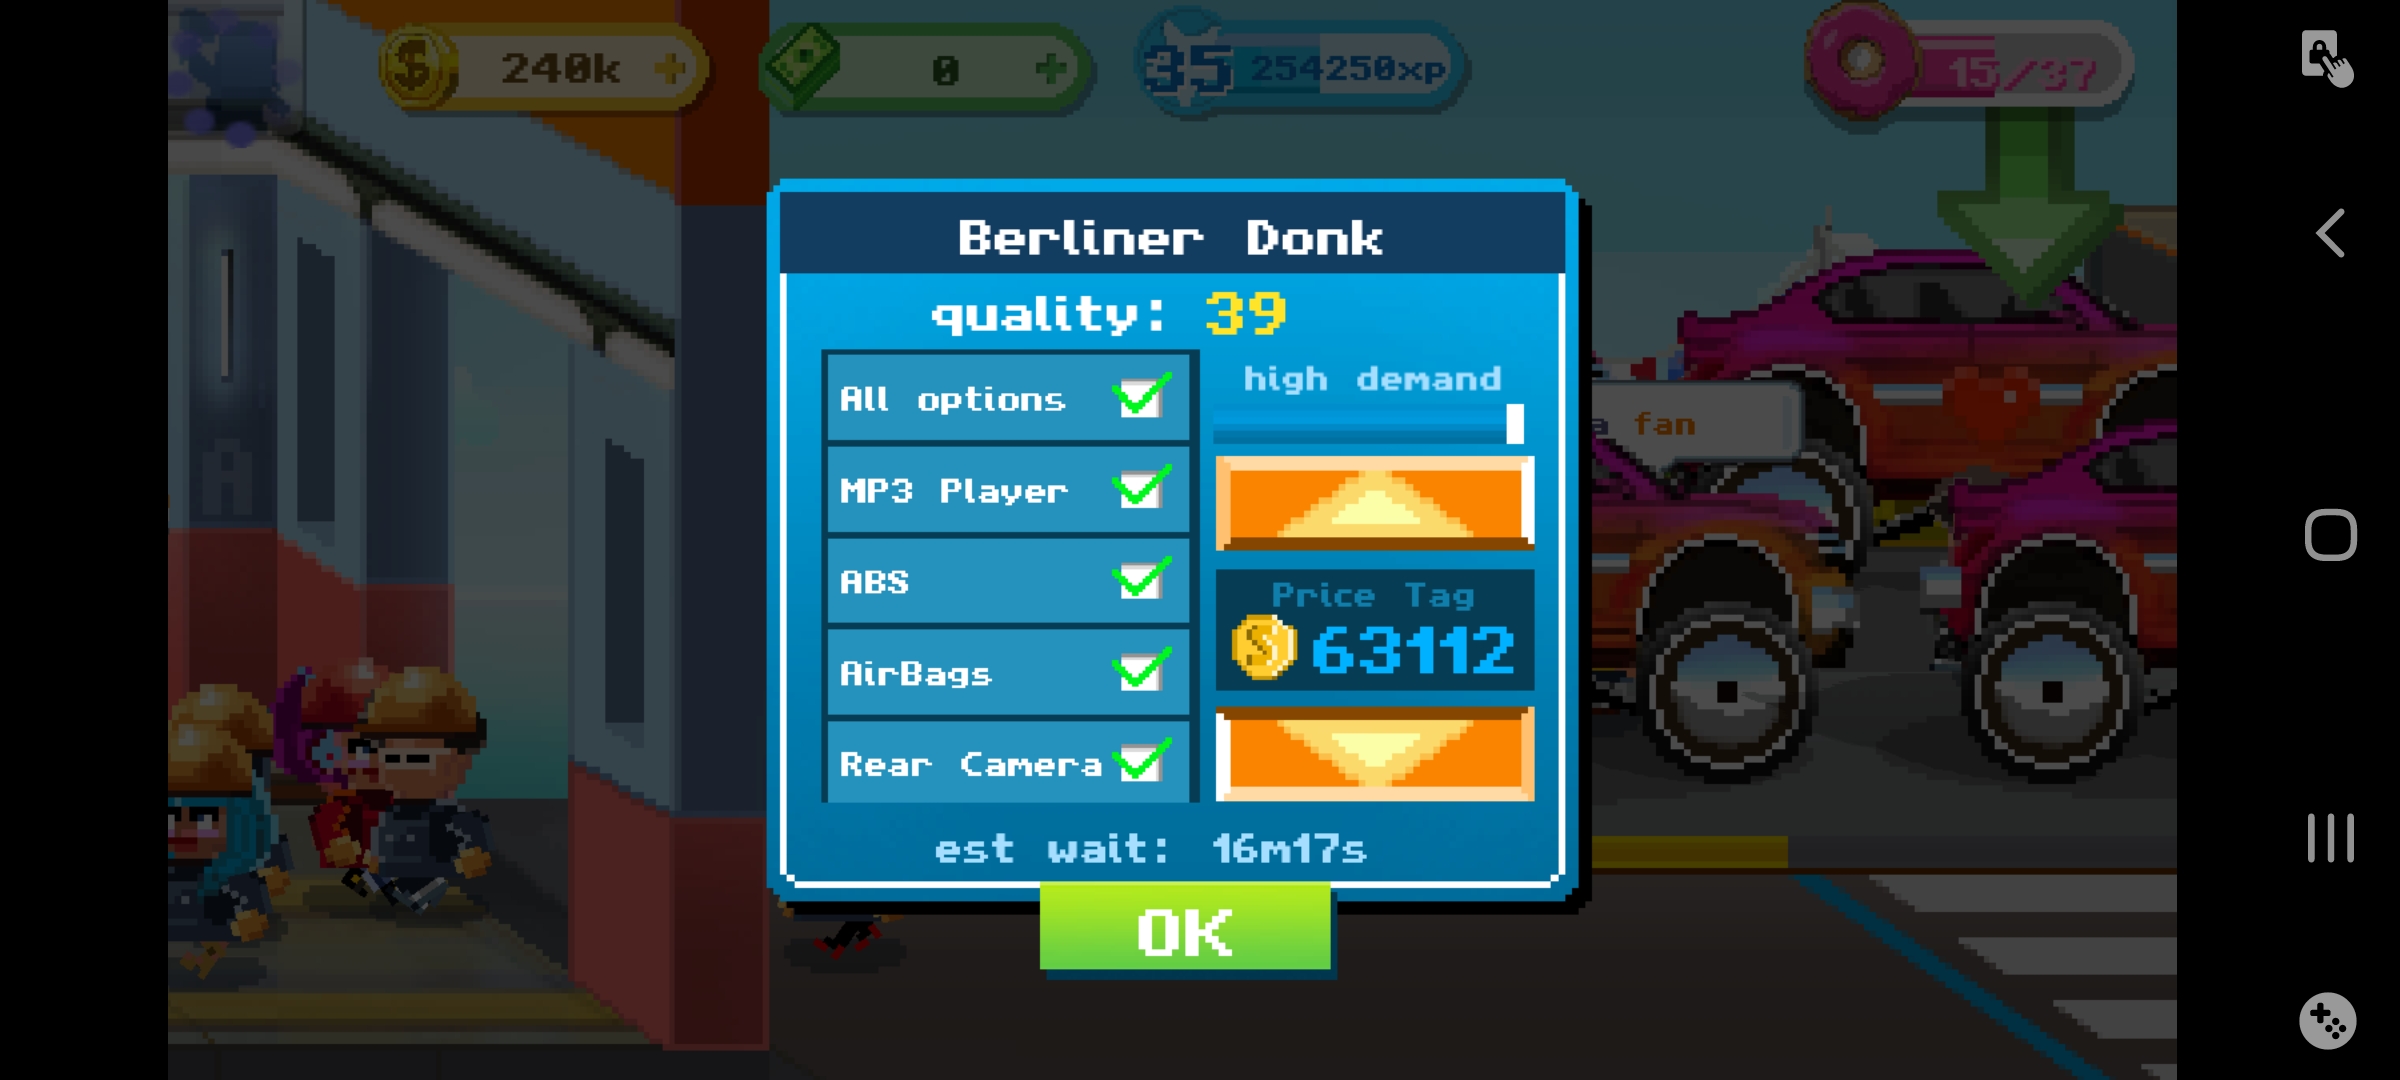 240k
0
35 254250xp
15/37
Berliner Donk
quality: 39
All options
MP3 Player
ABS
AirBags
Rear Camera
high demand
Price Tag
63112
est wait: 16m17s
OK
a fan
A